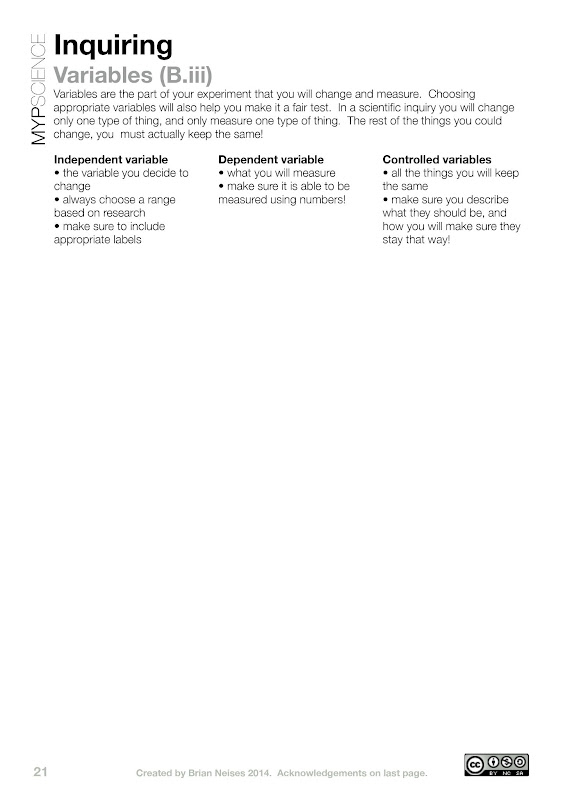 MYPSCIENCE
Inquiring
Variables (B.iii)
Variables are the part of your experiment that you will change and measure.  Choosing
appropriate variables will also help you make it a fair test.  In a scientific inquiry you will change
only one type of thing, and only measure one type of thing.  The rest of the things you could
change, you  must actually keep the same!
Independent variable
• the variable you decide to
change
• always choose a range
based on research
• make sure to include
appropriate labels
Dependent variable
• what you will measure
• make sure it is able to be
measured using numbers!
Controlled variables
• all the things you will keep
the same
• make sure you describe
what they should be, and
how you will make sure they
stay that way!
21
Created by Brian Neises 2014.  Acknowledgements on last page.
cc
BY NC SA